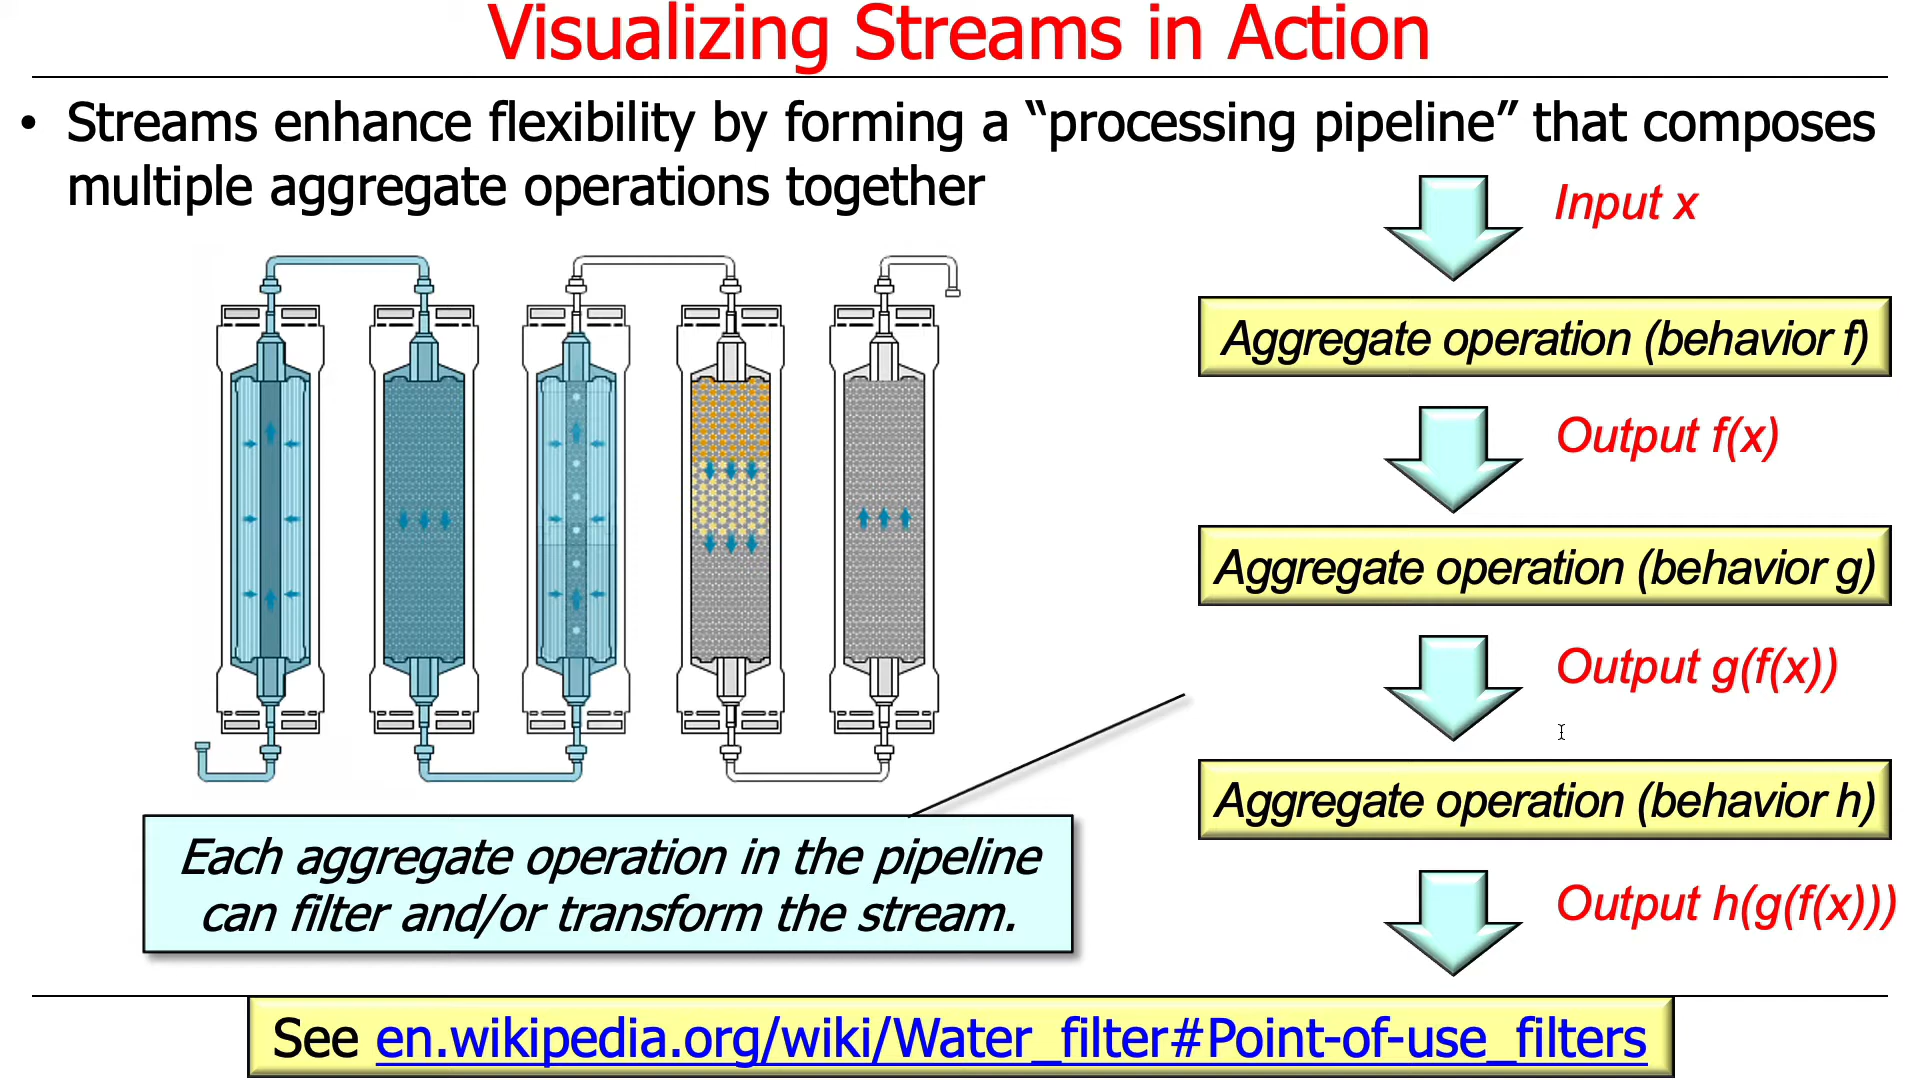 Visualizing Streams in Action
• Streams enhance flexibility by forming a “processing pipeline” that composes
multiple aggregate operations together
Input x
Aggregate operation (behavior f)
Output f(x)
Aggregate operation (behavior g)
Output g(f(x))
Aggregate operation (behavior h)
Output h(g(f(x)))
Each aggregate operation in the pipeline
can filter and/or transform the stream.
See en.wikipedia.org/wiki/Water_filter#Point-of-use_filters